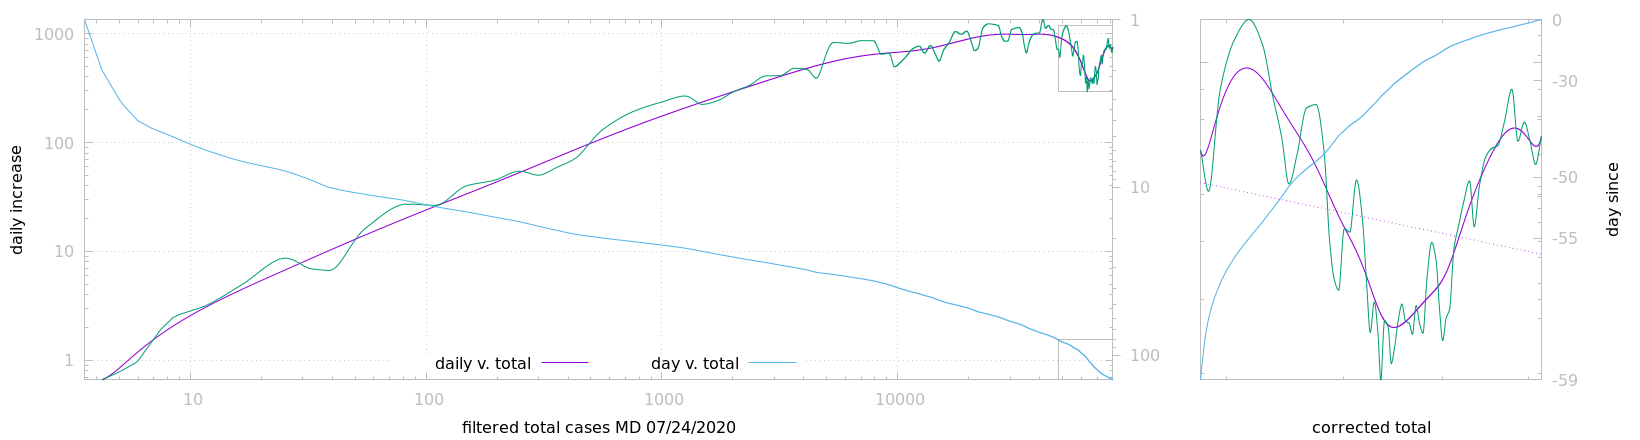 1000
100
10
1
daily increase
10
100
1000
10000
filtered total cases MD 07/24/2020
daily v. total
day v. total
1
10
100
0
-30
-50
-55
-59
day since
corrected total